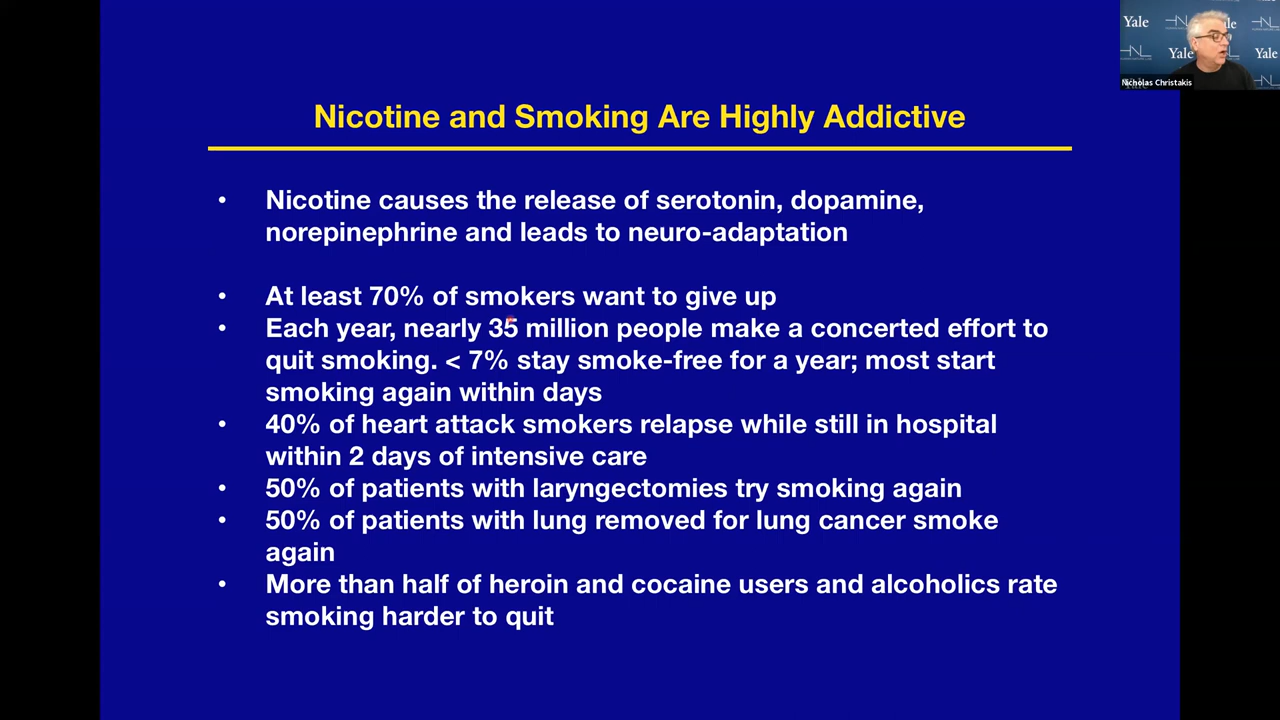 Nicotine and Smoking Are Highly Addictive
• Nicotine causes the release of serotonin, dopamine,
norepinephrine and leads to neuro-adaptation
• At least 70% of smokers want to give up
• Each year, nearly 35 million people make a concerted effort to
quit smoking. < 7% stay smoke-free for a year; most start
smoking again within days
• 40% of heart attack smokers relapse while still in hospital
within 2 days of intensive care
• 50% of patients with laryngectomies try smoking again
• 50% of patients with lung removed for lung cancer smoke
again
• More than half of heroin and cocaine users and alcoholics rate
smoking harder to quit
Yale
Yale
Yale
Nicholas Christakis